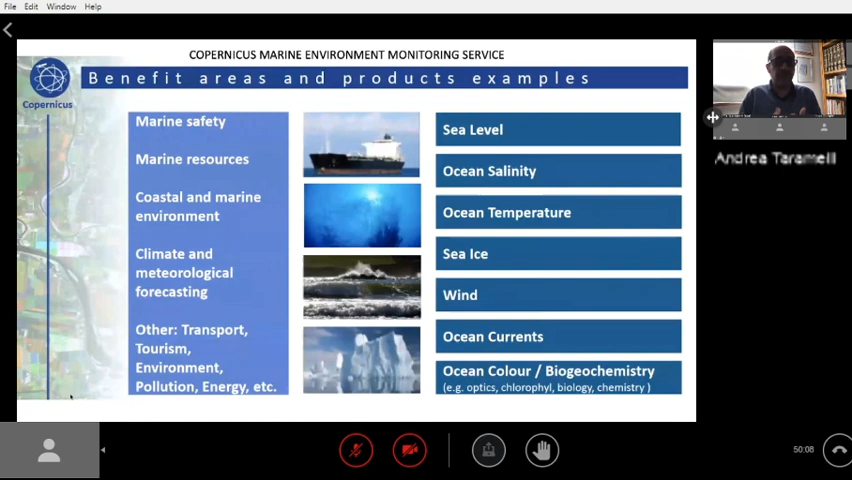 File Edit Window Help
COPERNICUS MARINE ENVIRONMENT MONITORING SERVICE
Benefit areas and products examples
Copernicus
Marine safety
Marine resources
Coastal and marine
environment
Climate and
meteorological
forecasting
Other: Transport,
Tourism,
Environment,
Pollution, Energy, etc.
Sea Level
Ocean Salinity
Ocean Temperature
Sea Ice
Wind
Ocean Currents
Ocean Colour / Biogeochemistry
(e.g. optics, chlorophyl, biology, chemistry )
Andrea Taramelli
50:08